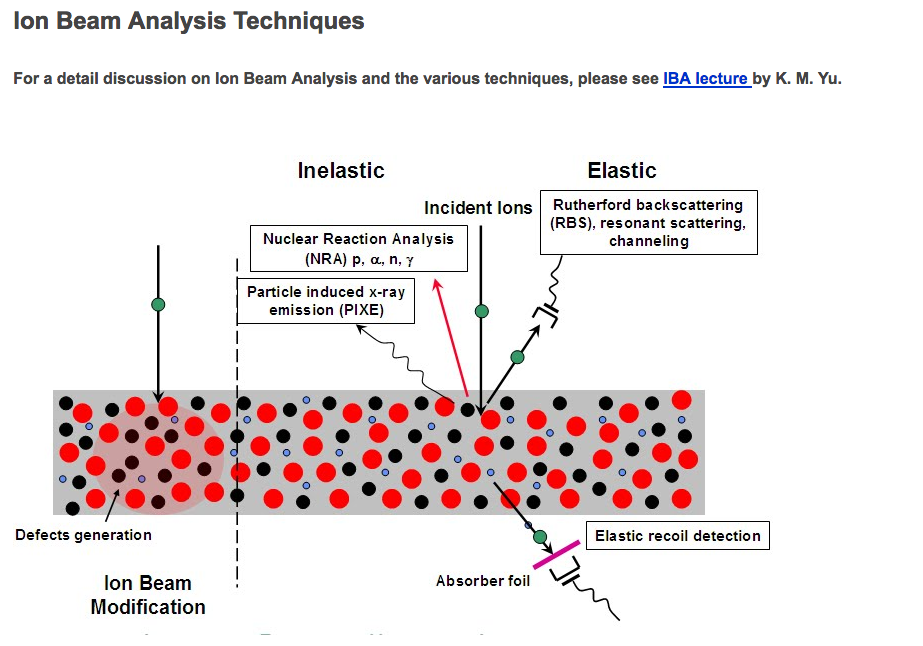 Ion Beam Analysis Techniques
For a detail discussion on Ion Beam Analysis and the various techniques, please see IBA lecture by K. M. Yu.
Inelastic
Elastic
Incident Ions
Rutherford backscattering
(RBS), resonant scattering,
channeling
Nuclear Reaction Analysis
(NRA) p, α, n, γ
Particle induced x-ray
emission (PIXE)
Defects generation
Elastic recoil detection
Absorber foil
Ion Beam
Modification